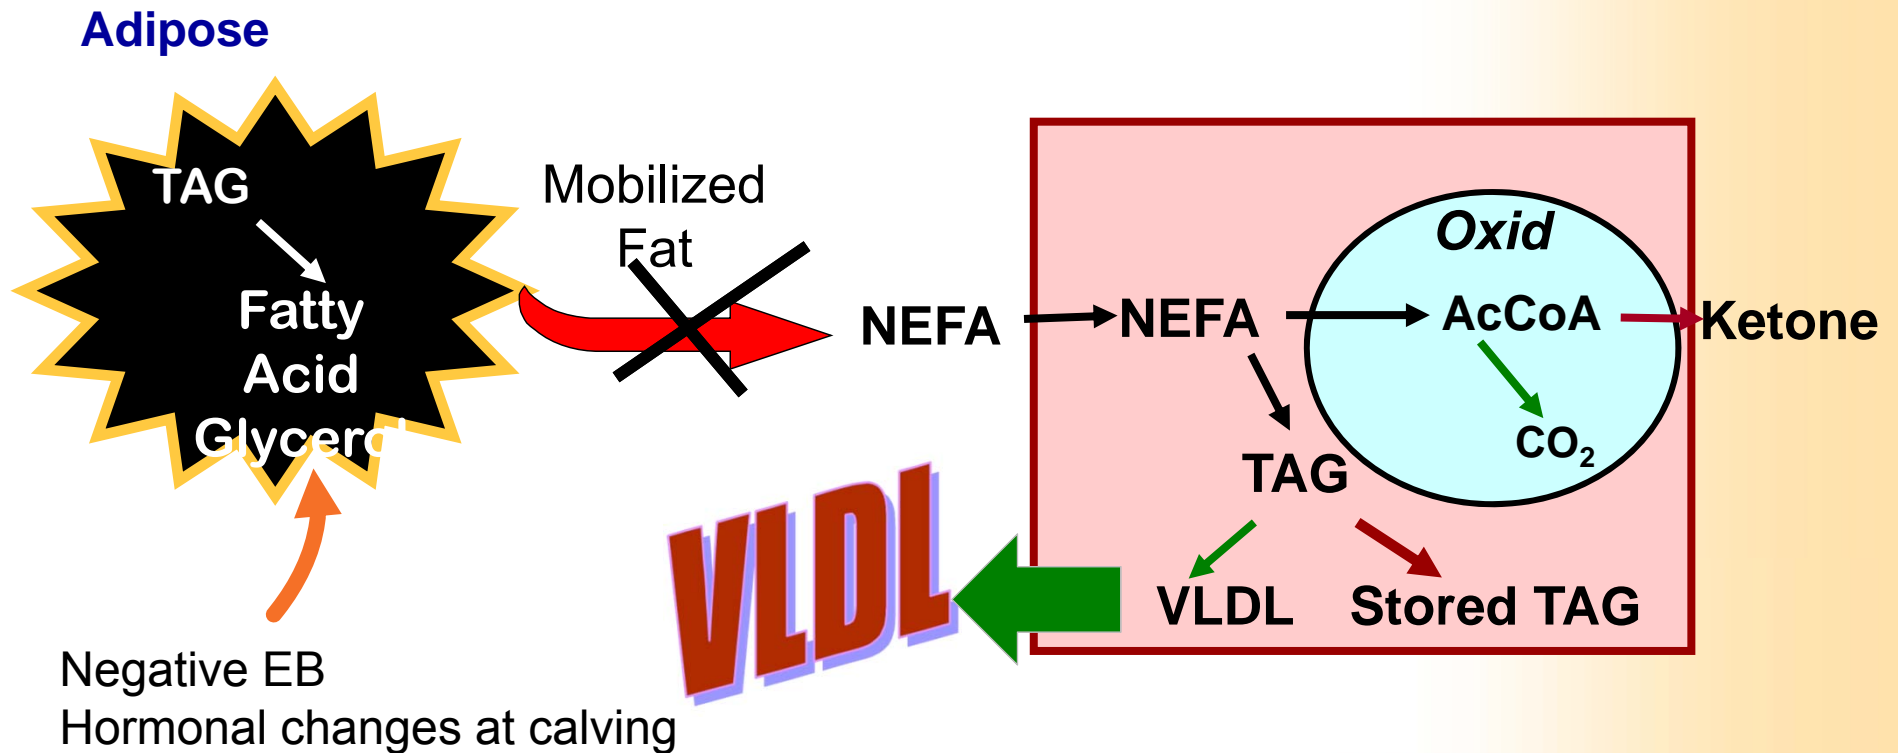 Adipose
TAG
Fatty
Acid
Glycerol
Mobilized
Fat
NEFA
NEFA
Oxid
AcCoA
Ketone
CO₂
TAG
VLDL
VLDL
Stored TAG
Negative EB
Hormonal changes at calving